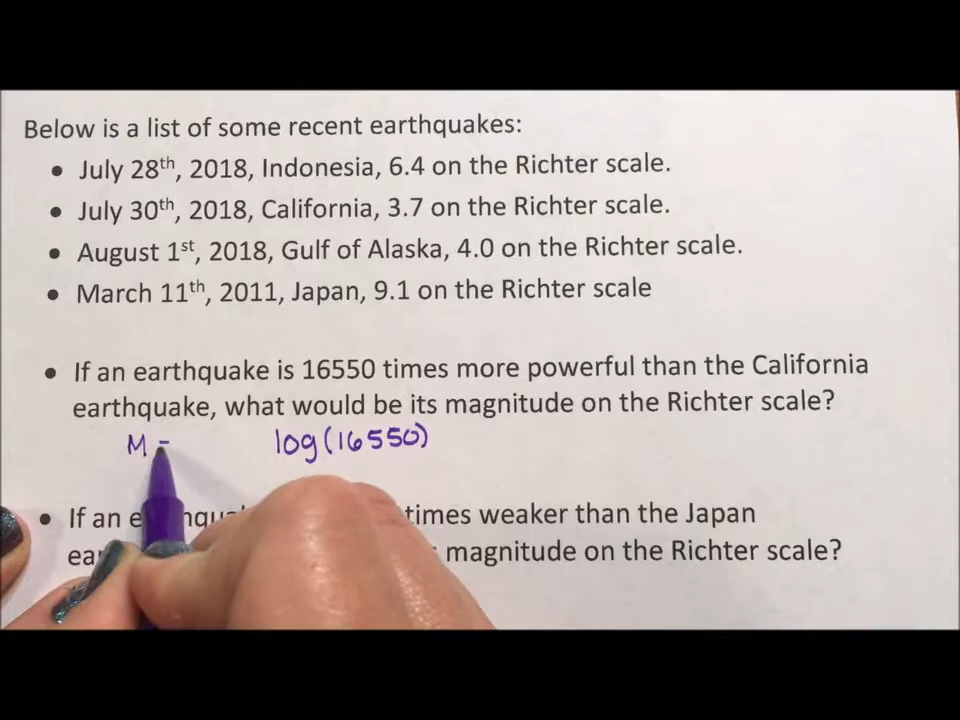 Below is a list of some recent earthquakes:
• July 28th, 2018, Indonesia, 6.4 on the Richter scale.
• July 30th, 2018, California, 3.7 on the Richter scale.
• August 1st, 2018, Gulf of Alaska, 4.0 on the Richter scale.
• March 11th, 2011, Japan, 9.1 on the Richter scale
• If an earthquake is 16550 times more powerful than the California
earthquake, what would be its magnitude on the Richter scale?
M = log(16550)
• If an times weaker than the Japan
magnitude on the Richter scale?